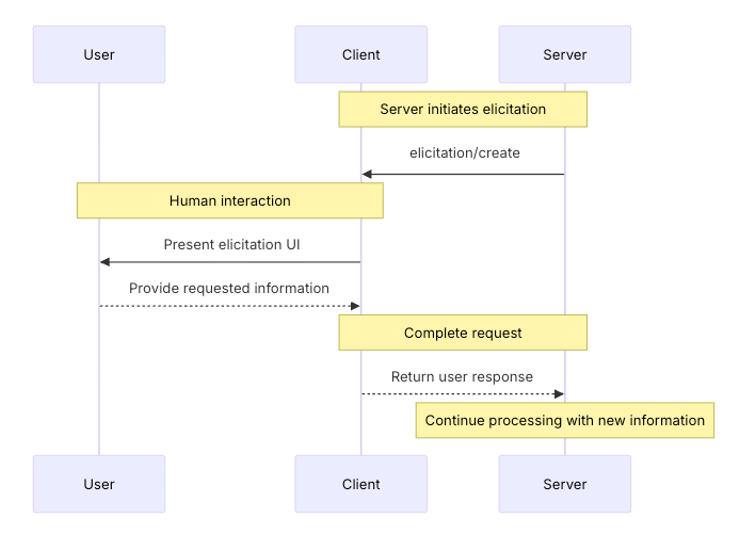 User
Client
Server
Server initiates elicitation
elicitation/create
Human interaction
Present elicitation UI
Provide requested information
Complete request
Return user response
Continue processing with new information
User
Client
Server